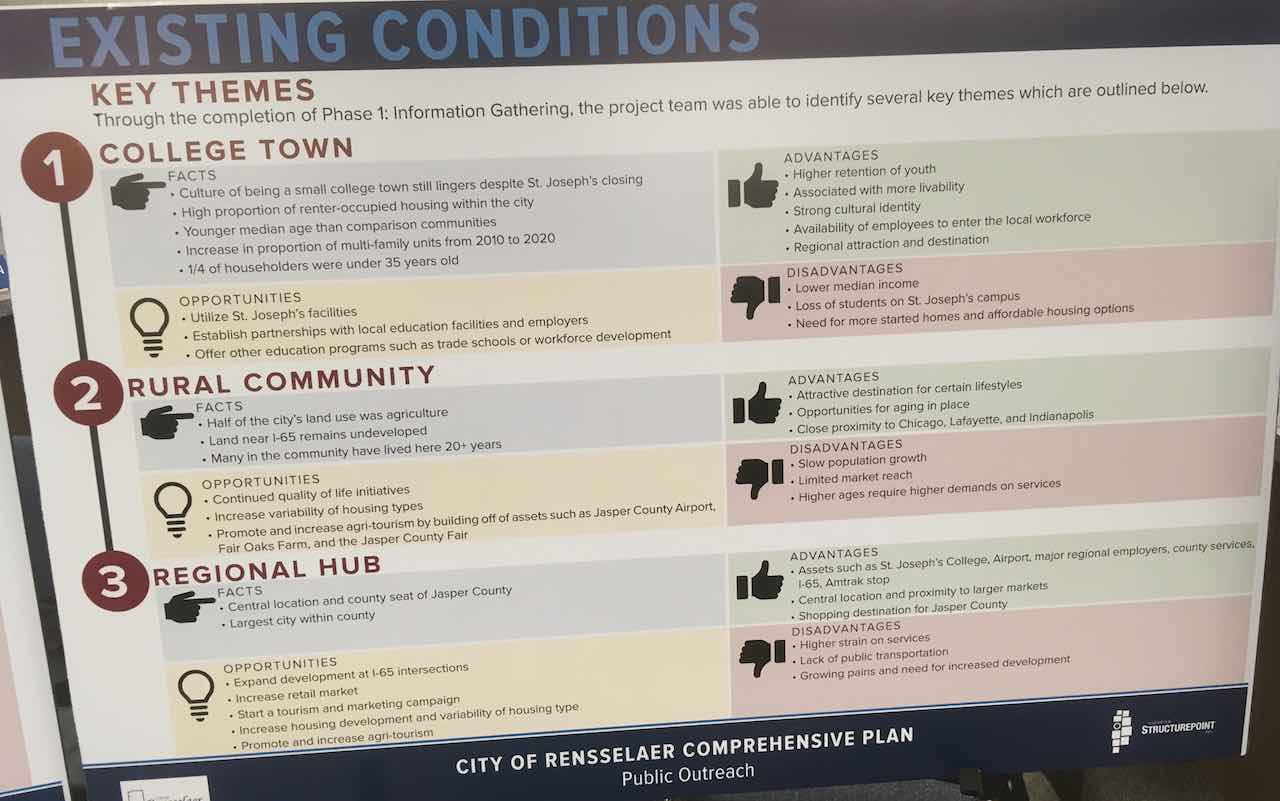 EXISTING CONDITIONS
KEY THEMES
Through the completion of Phase 1: Information Gathering, the project team was able to identify several key themes which are outlined below.
1 COLLEGE TOWN
FACTS
• Culture of being a small college town still lingers despite St. Joseph's closing
• High proportion of renter-occupied housing within the city
• Younger median age than comparison communities
• Increase in proportion of multi-family units from 2010 to 2020
• 1/4 of householders were under 35 years old
ADVANTAGES
• Higher retention of youth
• Associated with more livability
• Strong cultural identity
• Availability of employees to enter the local workforce
• Regional attraction and destination
OPPORTUNITIES
• Utilize St. Joseph's facilities
• Establish partnerships with local education facilities and employers
• Offer other education programs such as trade schools or workforce development
DISADVANTAGES
• Lower median income
• Loss of students on St. Joseph's campus
• Need for more started homes and affordable housing options
2 RURAL COMMUNITY
FACTS
• Half of the city's land use was agriculture
• Land near I-65 remains undeveloped
• Many in the community have lived here 20+ years
ADVANTAGES
• Attractive destination for certain lifestyles
• Opportunities for aging in place
• Close proximity to Chicago, Lafayette, and Indianapolis
OPPORTUNITIES
• Continued quality of life initiatives
• Increase variability of housing types
• Promote and increase agri-tourism by building off of assets such as Jasper County Airport,
Fair Oaks Farm, and the Jasper County Fair
DISADVANTAGES
• Slow population growth
• Limited market reach
• Higher ages require higher demands on services
3 REGIONAL HUB
FACTS
• Central location and county seat of Jasper County
• Largest city within county
ADVANTAGES
• Assets such as St. Joseph's College, Airport, major regional employers, county services,
I-65, Amtrak stop
• Central location and proximity to larger markets
• Shopping destination for Jasper County
OPPORTUNITIES
• Expand development at I-65 intersections
• Increase retail market
• Start a tourism and marketing campaign
• Increase housing development and variability of housing type
• Promote and increase agri-tourism
DISADVANTAGES
• Higher strain on services
• Lack of public transportation
• Growing pains and need for increased development
CITY OF RENSSELAER COMPREHENSIVE PLAN
Public Outreach
STRUCTUREPOINT